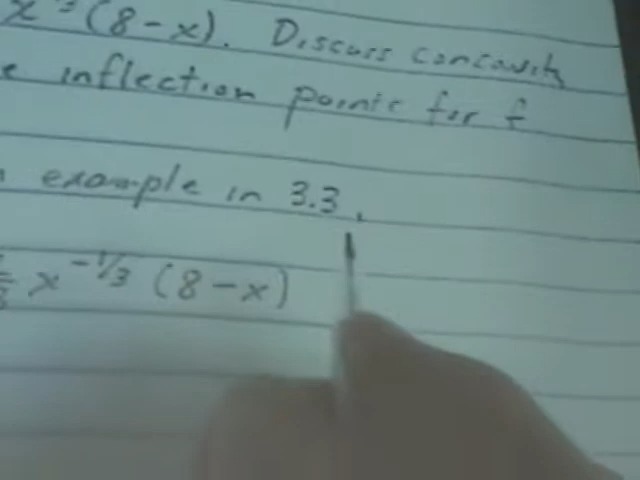 (8-x). Discuss concavity
inflection points for f
example in 3.3.
x^{-1/3} (8-x)